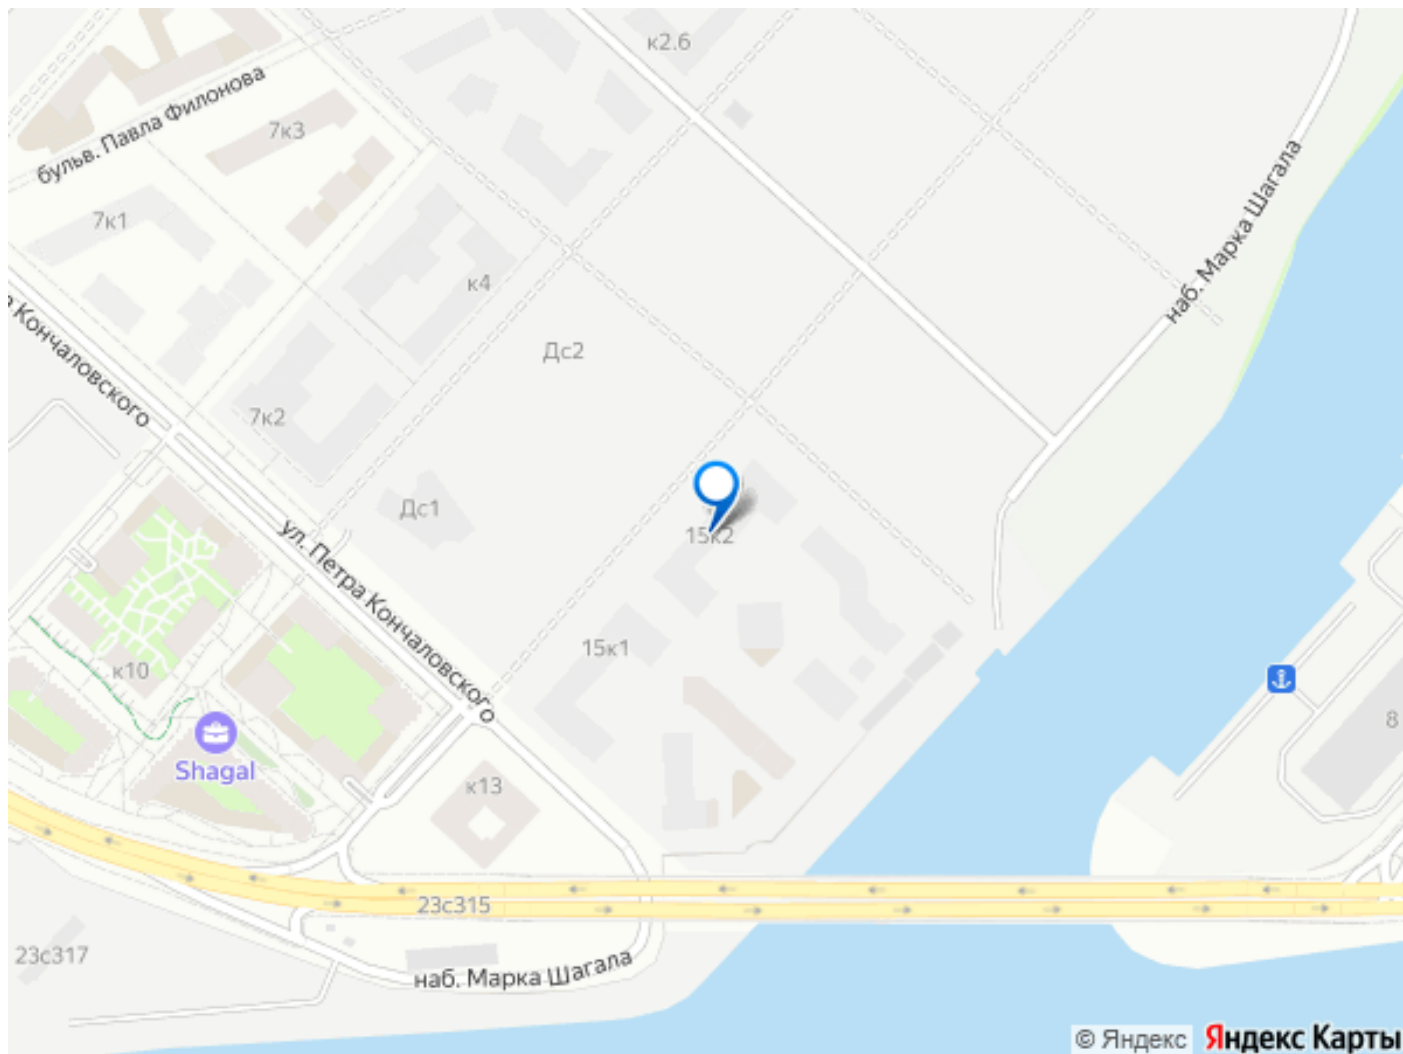 к2.6
бульв. Павла Филонова
7к3
7к1
наб. Марка Шагала
к4
Дс2
Кончаловского
7к2
Дс1
ул. Петра Кончаловского
15к2
15к1
к10
Shagal
к13
8
23с315
23с317
наб. Марка Шагала
© Яндекс Яндекс Карты